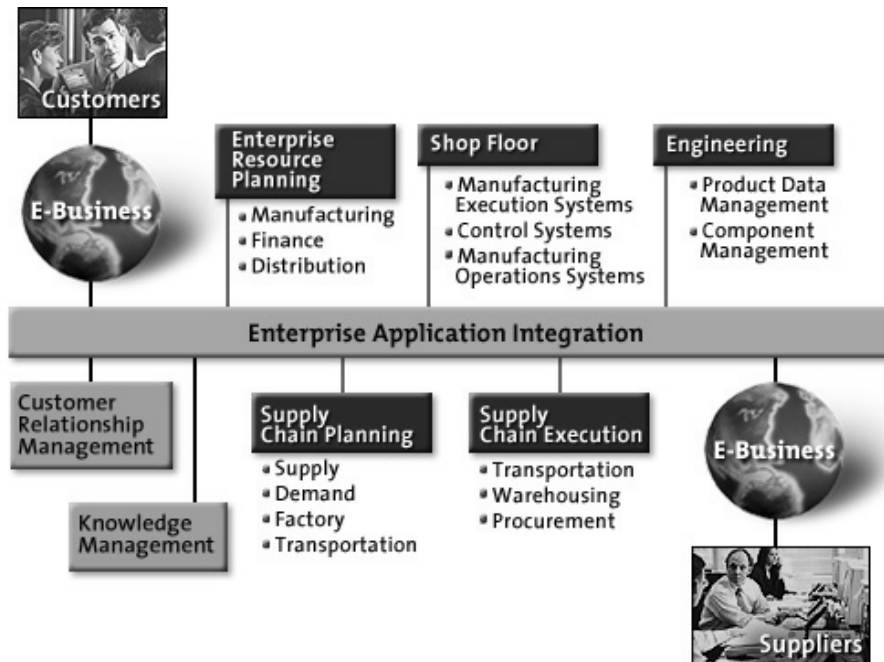 Customers
E-Business
Enterprise
Resource
Planning
Manufacturing
Finance
Distribution
Shop Floor
Manufacturing
Execution Systems
Control Systems
Manufacturing
Operations Systems
Engineering
Product Data
Management
Component
Management
Enterprise Application Integration
Customer
Relationship
Management
Knowledge
Management
Supply
Chain Planning
Supply
Demand
Factory
Transportation
Supply
Chain Execution
Transportation
Warehousing
Procurement
E-Business
Suppliers